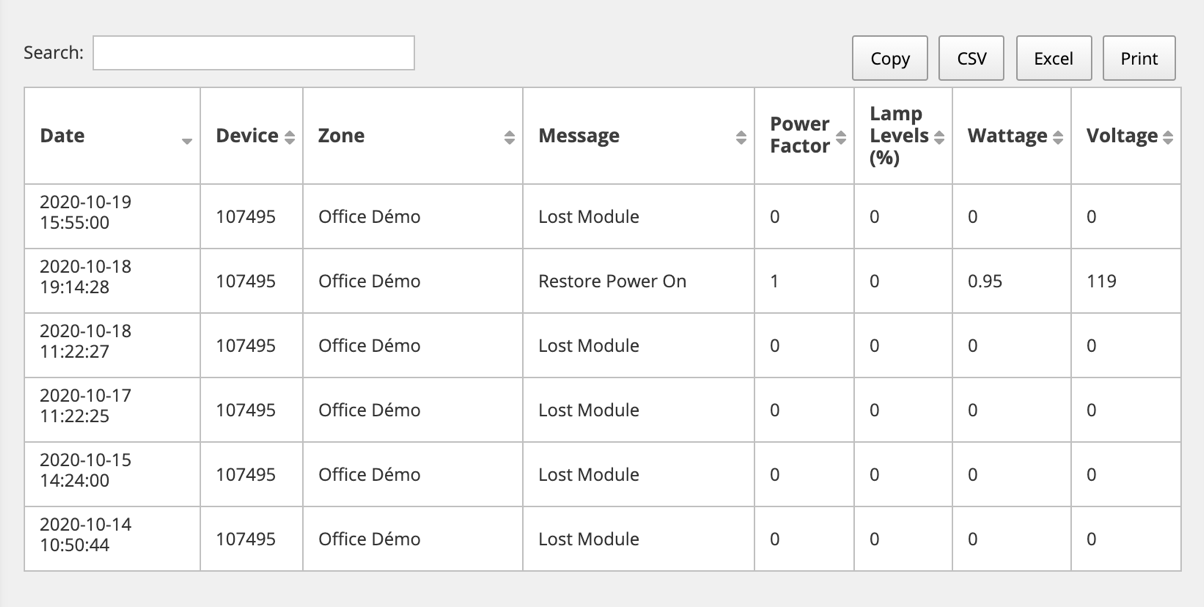 Search:
Copy CSV Excel Print
Date Device Zone Message Power Factor Lamp Levels (%) Wattage Voltage
2020-10-19 15:55:00 107495 Office Démo Lost Module 0 0 0 0
2020-10-18 19:14:28 107495 Office Démo Restore Power On 1 0 0.95 119
2020-10-18 11:22:27 107495 Office Démo Lost Module 0 0 0 0
2020-10-17 11:22:25 107495 Office Démo Lost Module 0 0 0 0
2020-10-15 14:24:00 107495 Office Démo Lost Module 0 0 0 0
2020-10-14 10:50:44 107495 Office Démo Lost Module 0 0 0 0